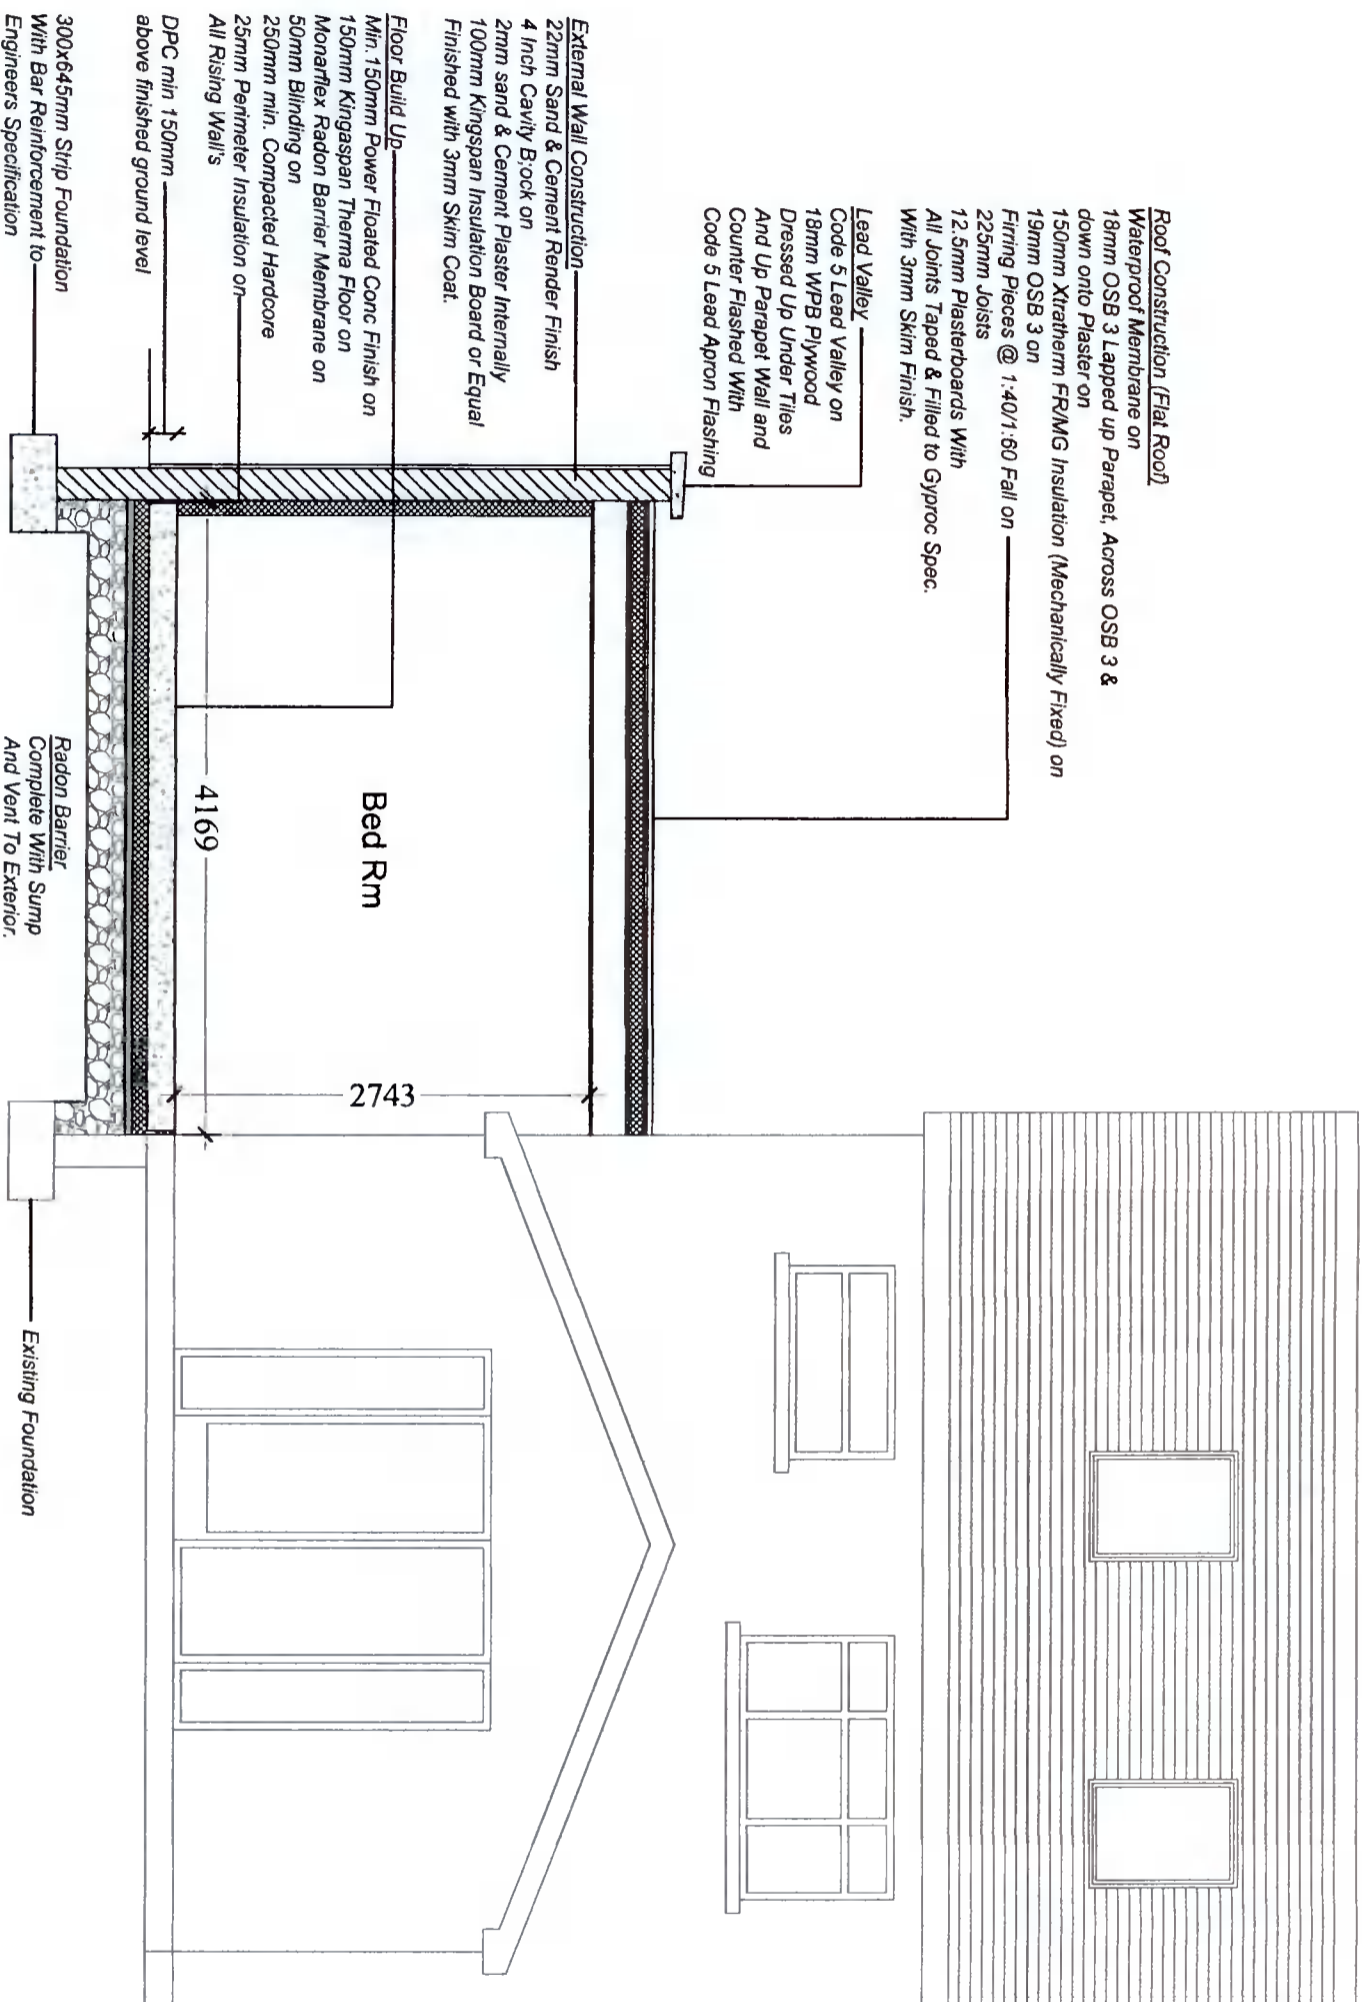 Roof Construction (Flat Roof)
Waterproof Membrane on
18mm OSB 3 Lapped up Parapet, Across OSB 3 &
down onto Plaster on
150mm Xtratherm FR/MG Insulation (Mechanically Fixed) on
19mm OSB 3 on
Firring Pieces @ 1:40/1:60 Fall on
225mm Joists
12.5mm Plasterboards With
All Joints Taped & Filled to Gyproc Spec.
With 3mm Skim Finish.
Lead Valley
Code 5 Lead Valley on
18mm WPB Plywood
Dressed Up Under Tiles
And Up Parapet Wall and
Counter Flashed With
Code 5 Lead Apron Flashing
External Wall Construction
22mm Sand & Cement Render Finish
4 Inch Cavity B;ock on
2mm sand & Cement Plaster Internally
100mm Kingspan Insulation Board or Equal
Finished with 3mm Skim Coat.
Floor Build Up
Min. 150mm Power Floated Conc Finish on
150mm Kingaspan Therma Floor on
Monarflex Radon Barrier Membrane on
50mm Blinding on
250mm min. Compacted Hardcore
25mm Perimeter Insulation on
All Rising Wall's
DPC min 150mm
above finished ground level
300x645mm Strip Foundation
With Bar Reinforcement to
Engineers Specification
Bed Rm
4169
2743
Radon Barrier
Complete With Sump
And Vent To Exterior.
Existing Foundation